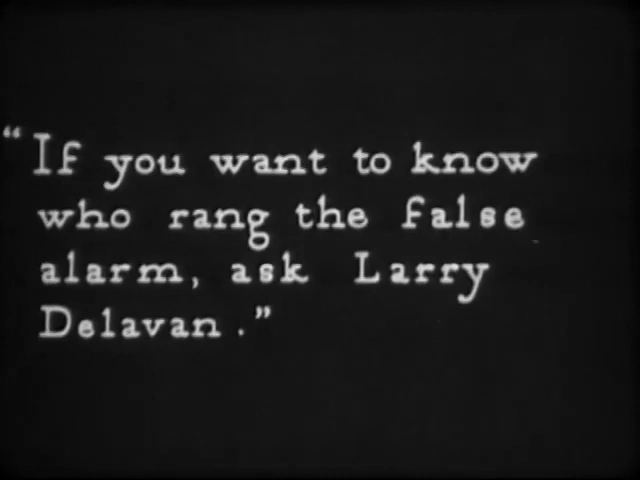 “If you want to know
who rang the false
alarm, ask Larry
Delavan.”